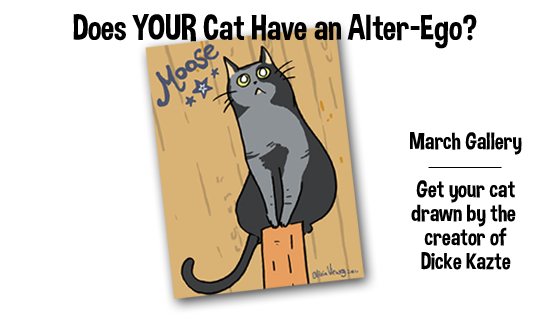 Does YOUR Cat Have an Alter-Ego?
Moose
March Gallery
Get your cat
drawn by the
creator of
Dicke Kazte